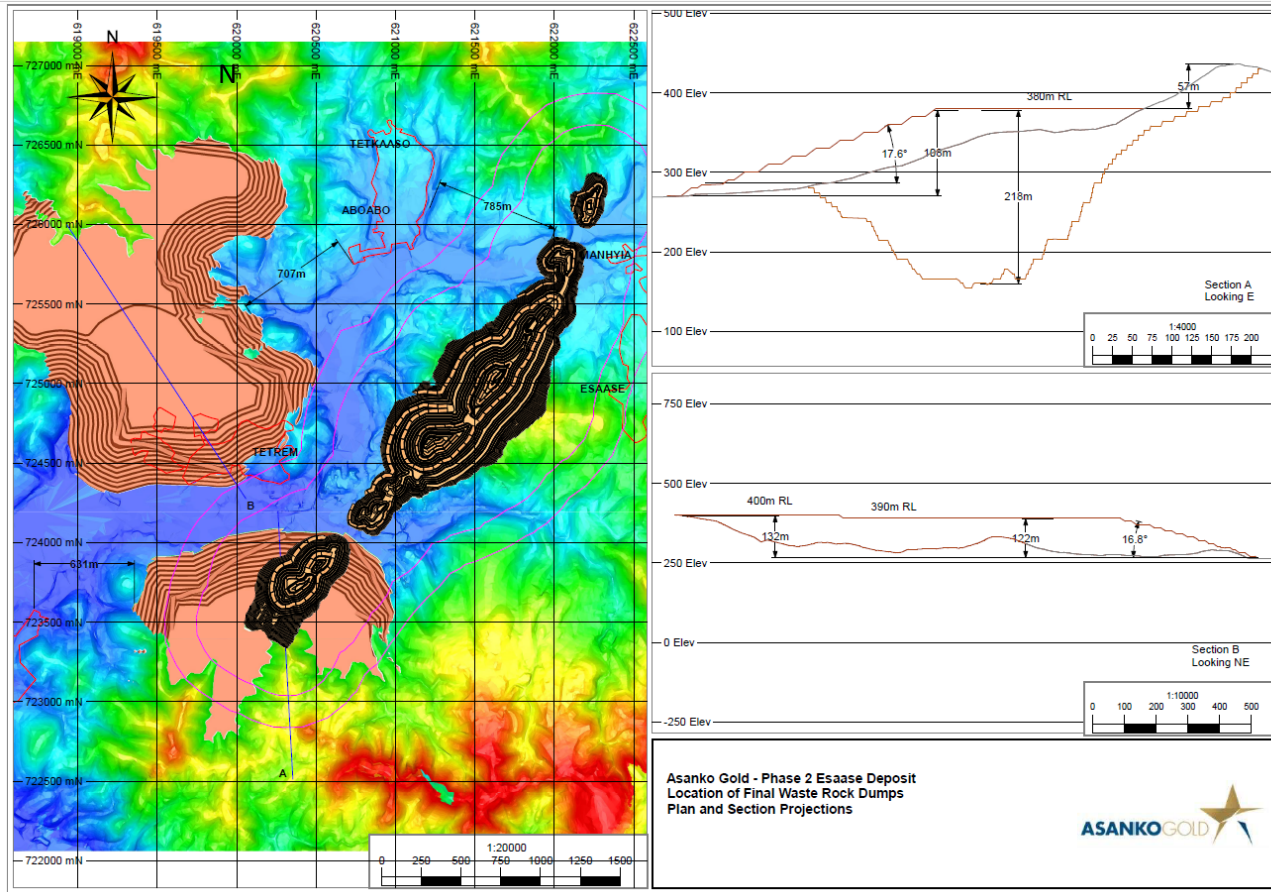 619000 mE
619500 mE
620000 mE
620500 mE
621000 mE
621500 mE
622000 mE
622500 mE
N
N
727000 mN
726500 mN
726000 mN
725500 mN
725000 mN
724500 mN
724000 mN
723500 mN
723000 mN
722500 mN
722000 mN
TETKAASO
ABOABO
785m
MANHYIA
707m
ESAASE
TETREM
B
631m
A
1:20000
0 250 500 750 1000 1250 1500
500 Elev
400 Elev
300 Elev
200 Elev
100 Elev
380m RL
57m
17.6°
218m
Section A
Looking E
1:4000
0 25 50 75 100 125 150 175 200
750 Elev
500 Elev
250 Elev
0 Elev
-250 Elev
400m RL
390m RL
132m
122m
16.8°
Section B
Looking NE
1:10000
0 100 200 300 400 500
Asanko Gold - Phase 2 Esaase Deposit
Location of Final Waste Rock Dumps
Plan and Section Projections
ASANKOGOLD